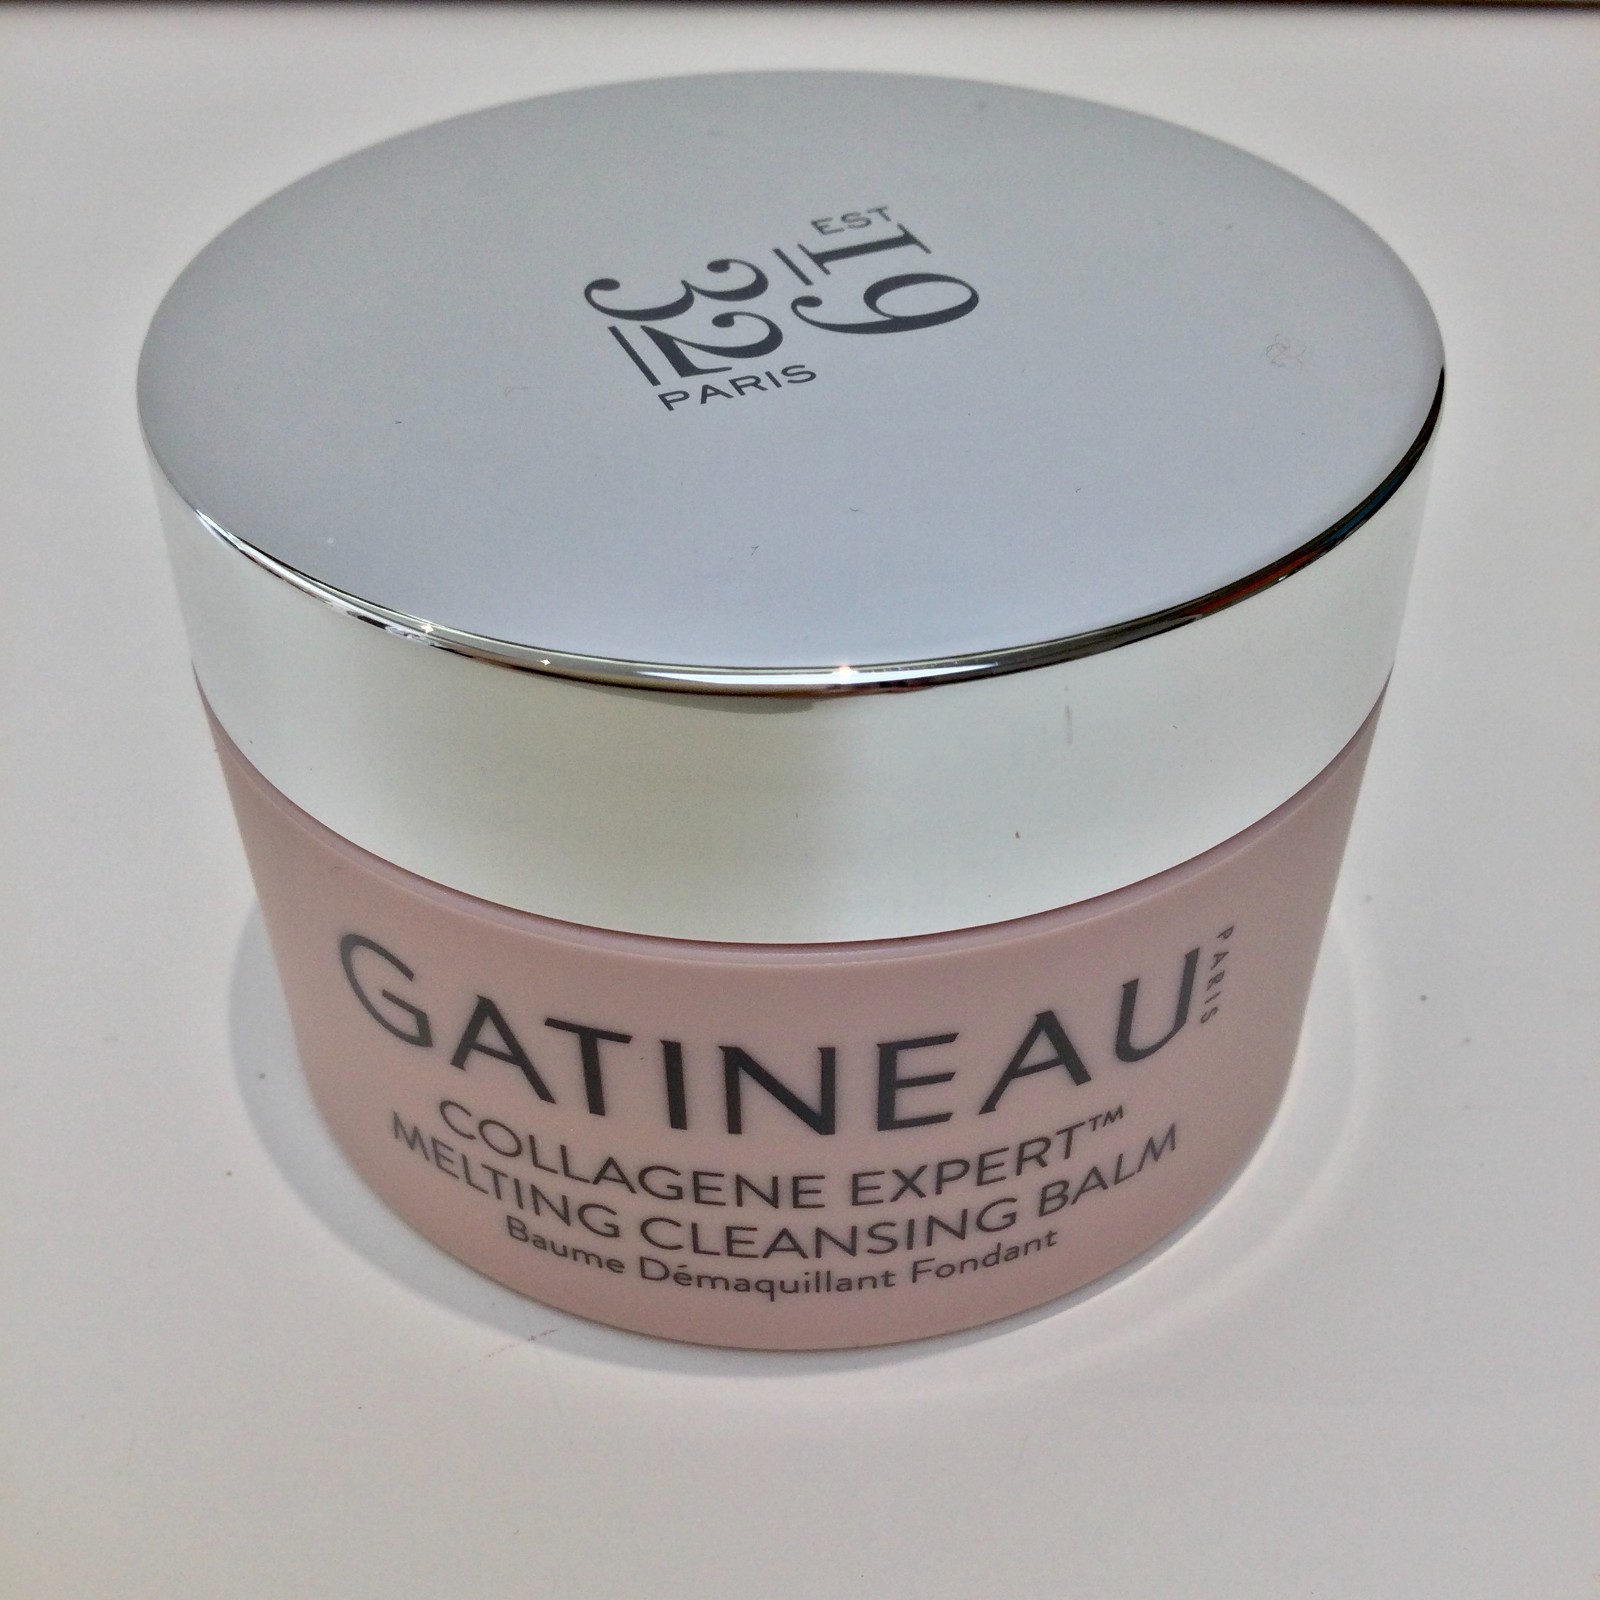 EST
19
32
PARIS
GATINEAU
PARIS
COLLAGENE EXPERT™
MELTING CLEANSING BALM
Baume Démaquillant Fondant